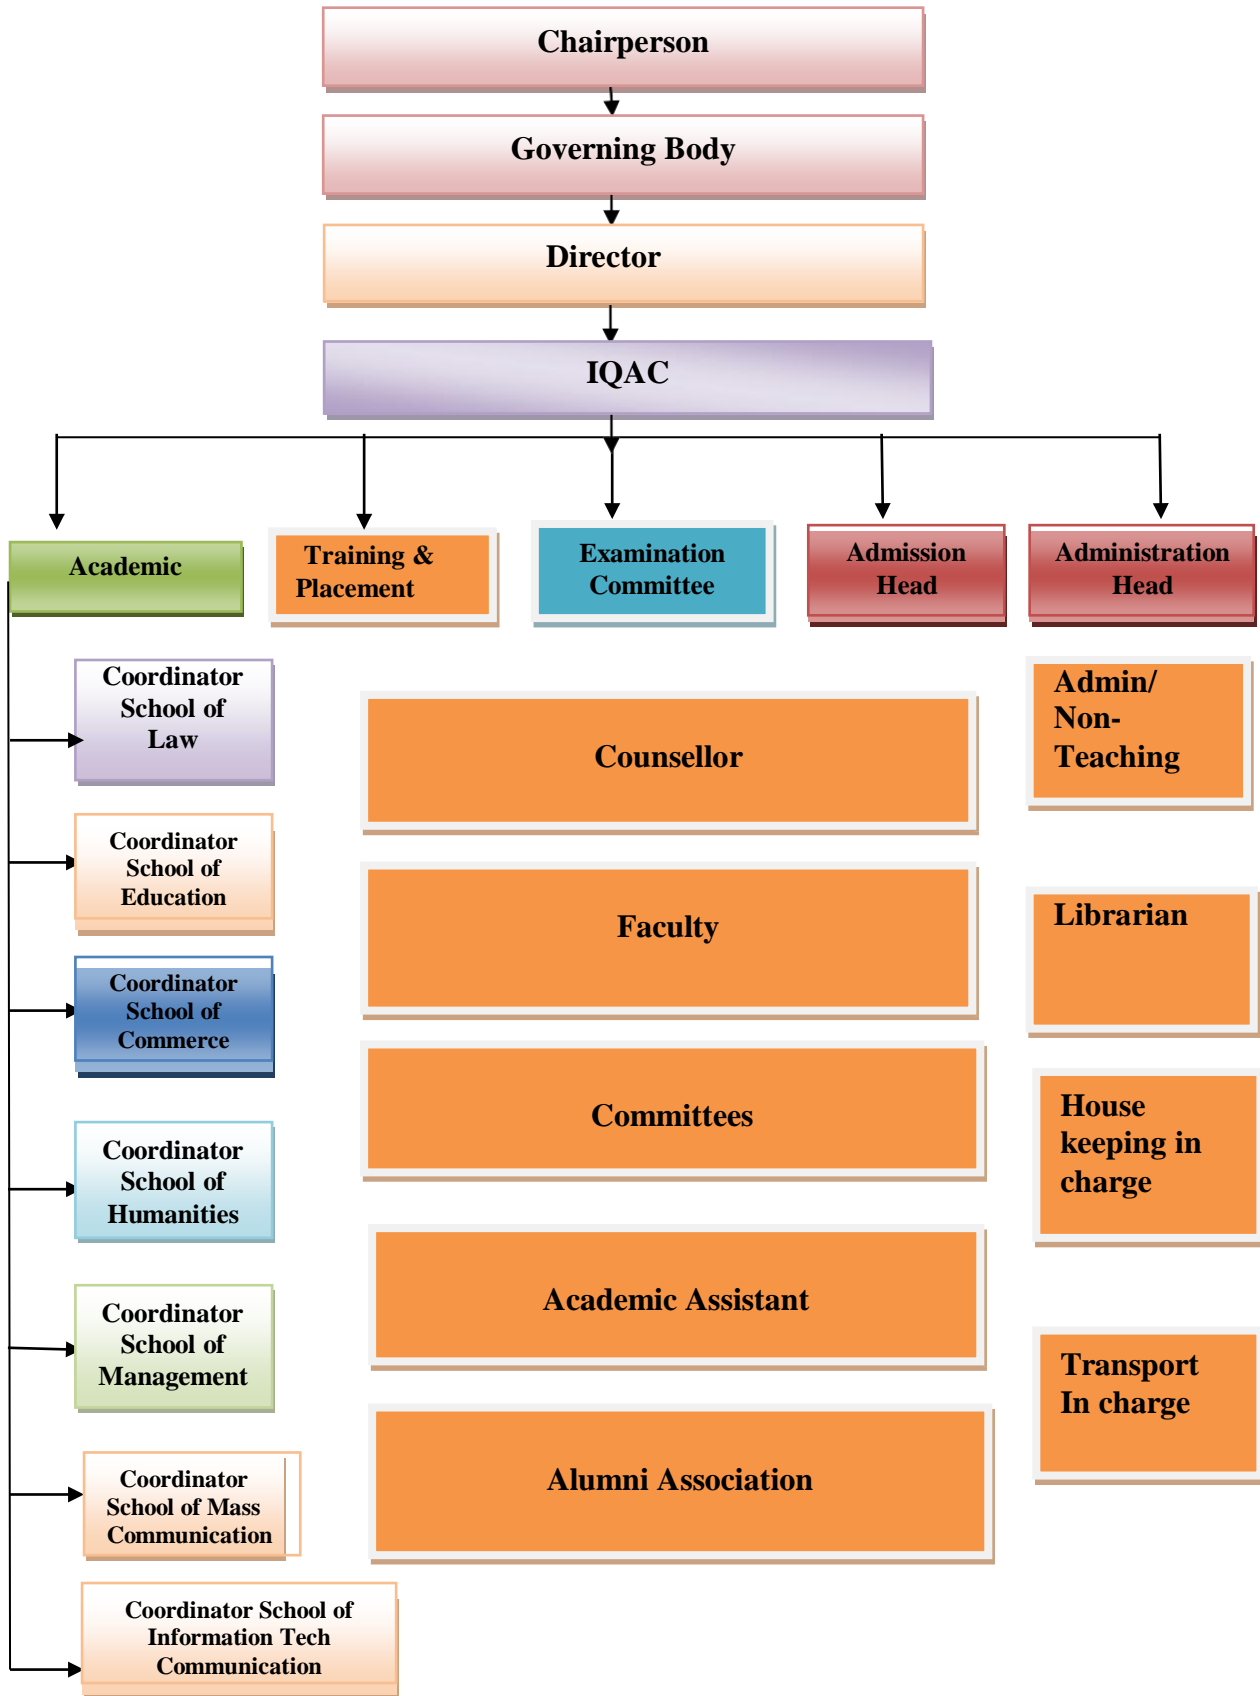 Chairperson
Governing Body
Director
IQAC
Academic
Training &
Placement
Examination
Committee
Admission
Head
Administration
Head
Coordinator
School of
Law
Coordinator
School of
Education
Coordinator
School of
Commerce
Coordinator
School of
Humanities
Coordinator
School of
Management
Coordinator
School of Mass
Communication
Coordinator School of
Information Tech
Communication
Counsellor
Faculty
Committees
Academic Assistant
Alumni Association
Admin/
Non-
Teaching
Librarian
House
keeping in
charge
Transport
In charge